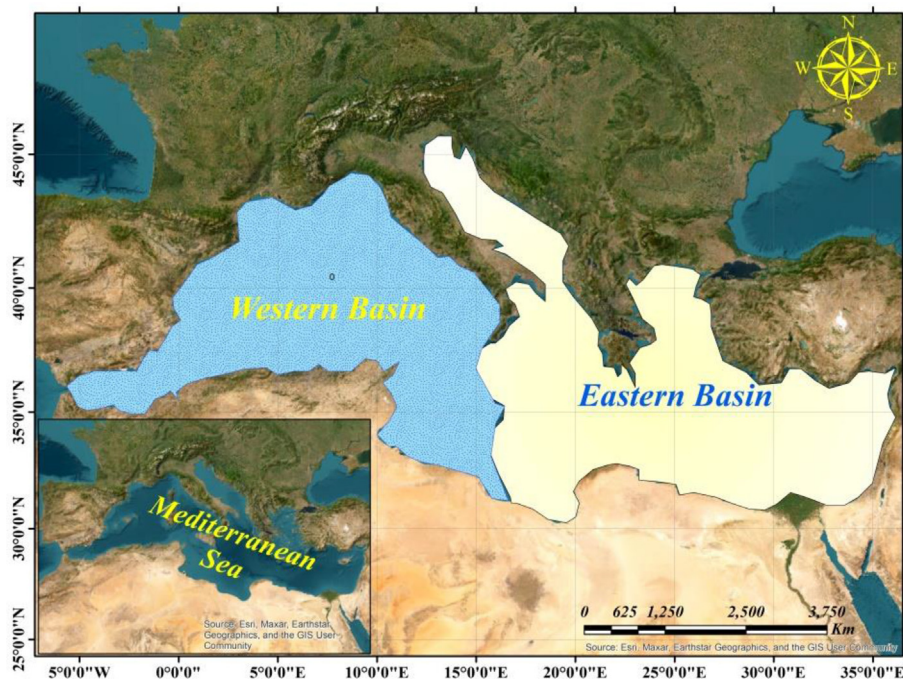 N
W E
S
45°0'0"N
40°0'0"N
35°0'0"N
30°0'0"N
25°0'0"N
0
Western Basin
Eastern Basin
Mediterranean
Sea
Source: Esri, Maxar, Earthstar
Geographics, and the GIS User
Community
0 625 1,250 2,500 3,750
Km
Source: Esri, Maxar, Earthstar Geographics, and the GIS User
Community
5°0'0"W 0°0'0" 5°0'0"E 10°0'0"E 15°0'0"E 20°0'0"E 25°0'0"E 30°0'0"E 35°0'0"E